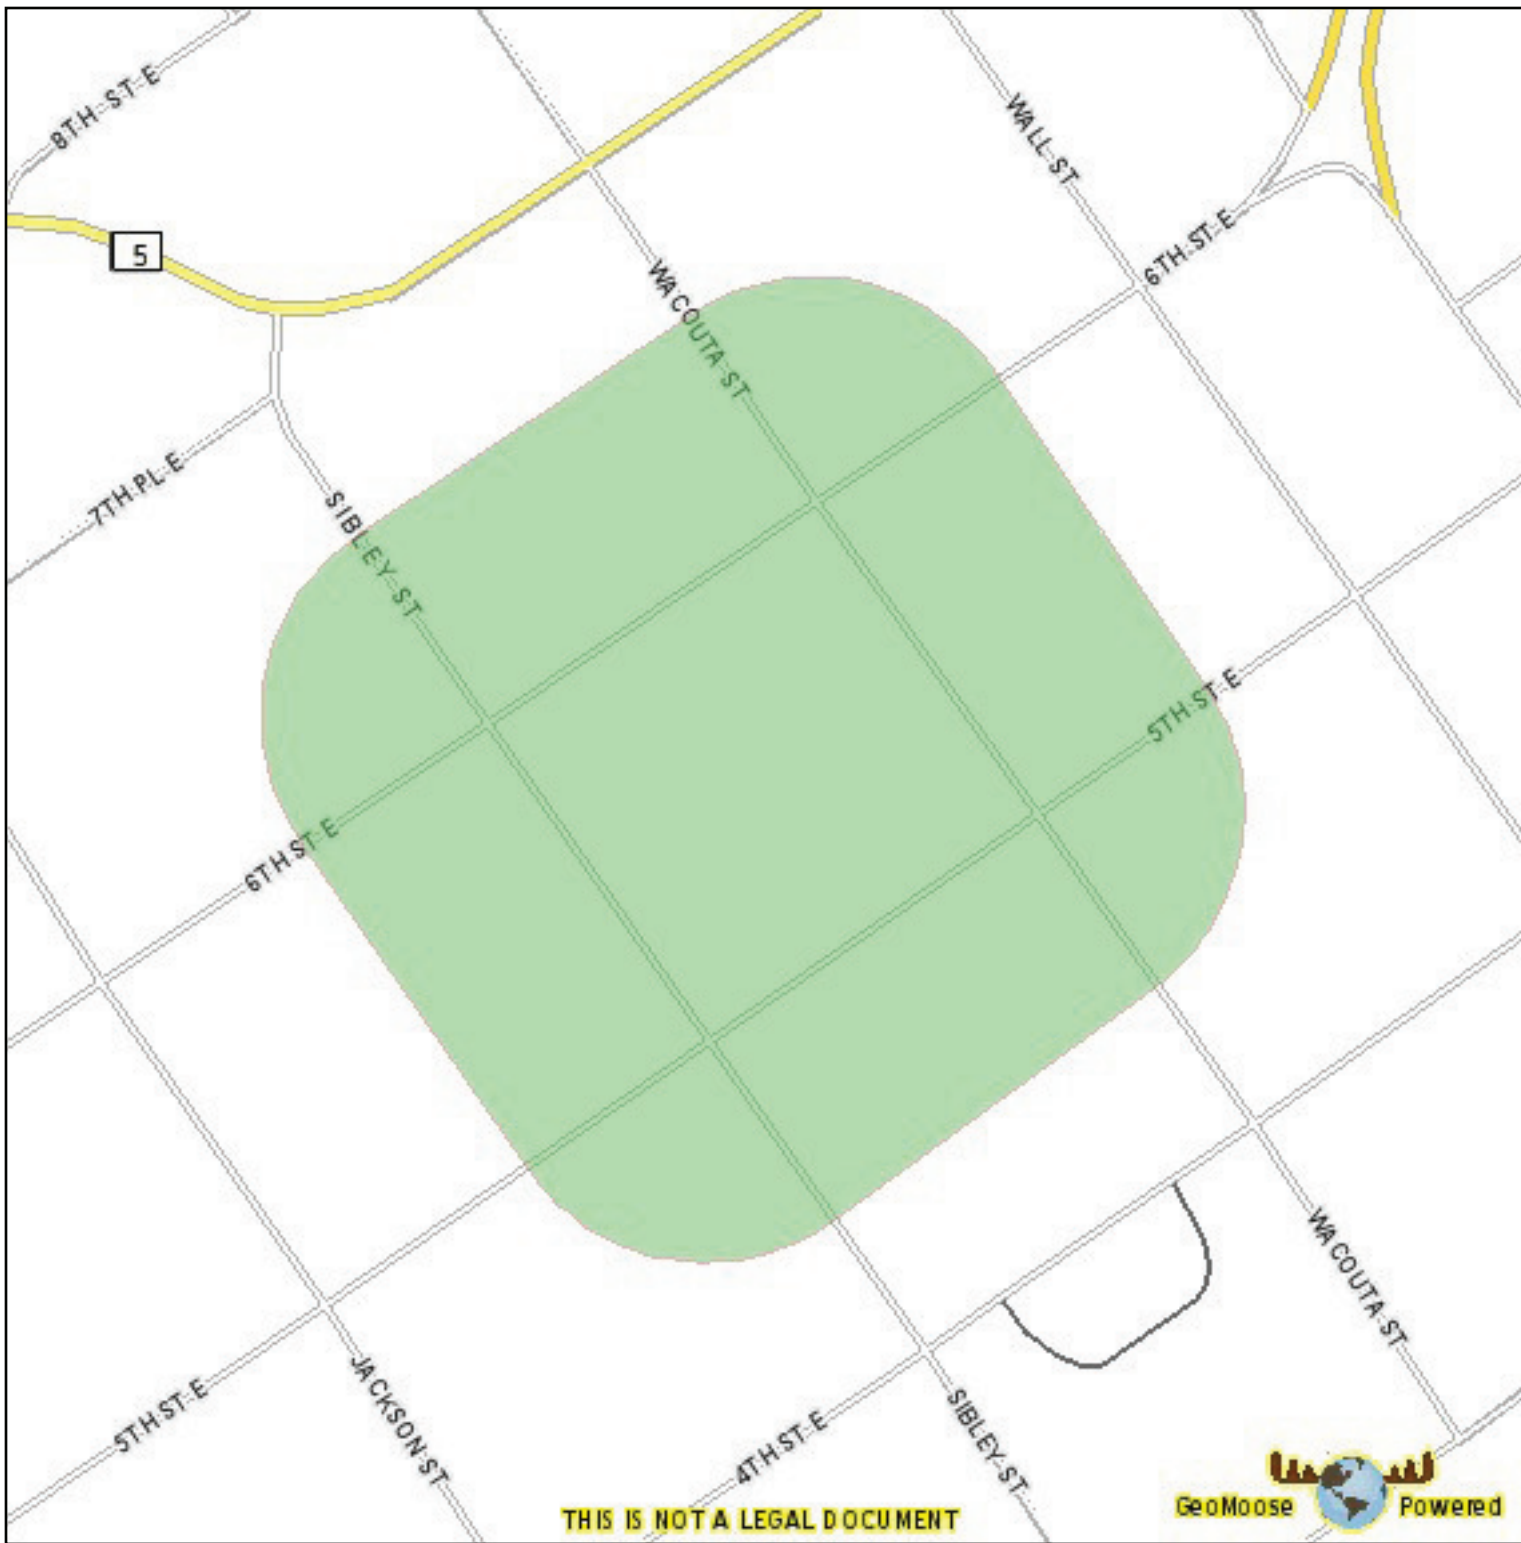 8TH ST E
WALL ST
5
6TH ST E
WACOUTA ST
7TH PL E
SIBLEY ST
5TH ST E
6TH ST E
WACOUTA ST
JACKSON ST
5TH ST E
4TH ST E
SIBLEY ST
THIS IS NOT A LEGAL DOCUMENT
GeoMoose Powered